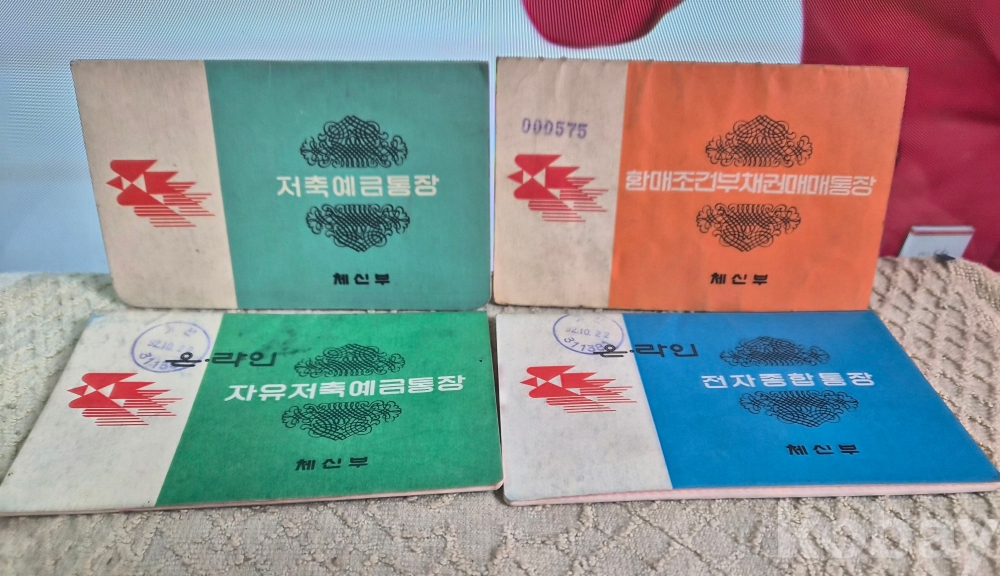 저축예금통장
체신부
000575
환매조건부채권매매통장
체신부
온·라인
자유저축예금통장
체신부
온·라인
전자종합통장
체신부
kobay